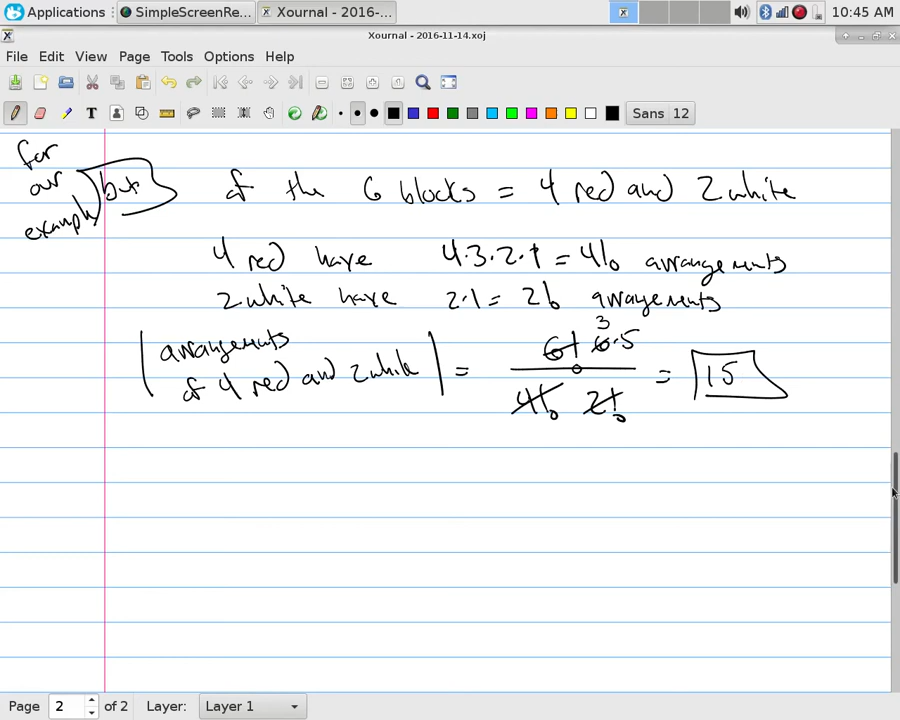 Applications
SimpleScreenRe...
Xournal - 2016-...
10:45 AM
Xournal - 2016-11-14.xoj
File Edit View Page Tools Options Help
Sans 12
for our example
but
of the 6 blocks = 4 red and 2 white
4 red have 4·3·2·1 = 4! arrangements
2 white have 2·1 = 2! arrangements
| arrangements
of 4 red and 2 white | = 6! 6·5 3
4! 2! = 15
Page 2 of 2 Layer: Layer 1